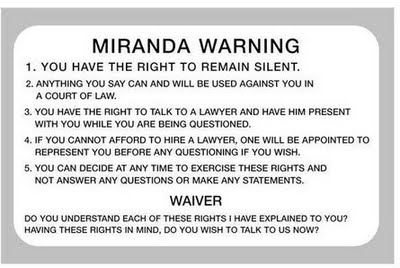 MIRANDA WARNING
1. YOU HAVE THE RIGHT TO REMAIN SILENT.
2. ANYTHING YOU SAY CAN AND WILL BE USED AGAINST YOU IN
A COURT OF LAW.
3. YOU HAVE THE RIGHT TO TALK TO A LAWYER AND HAVE HIM PRESENT
WITH YOU WHILE YOU ARE BEING QUESTIONED.
4. IF YOU CANNOT AFFORD TO HIRE A LAWYER, ONE WILL BE APPOINTED TO
REPRESENT YOU BEFORE ANY QUESTIONING IF YOU WISH.
5. YOU CAN DECIDE AT ANY TIME TO EXERCISE THESE RIGHTS AND
NOT ANSWER ANY QUESTIONS OR MAKE ANY STATEMENTS.
WAIVER
DO YOU UNDERSTAND EACH OF THESE RIGHTS I HAVE EXPLAINED TO YOU?
HAVING THESE RIGHTS IN MIND, DO YOU WISH TO TALK TO US NOW?